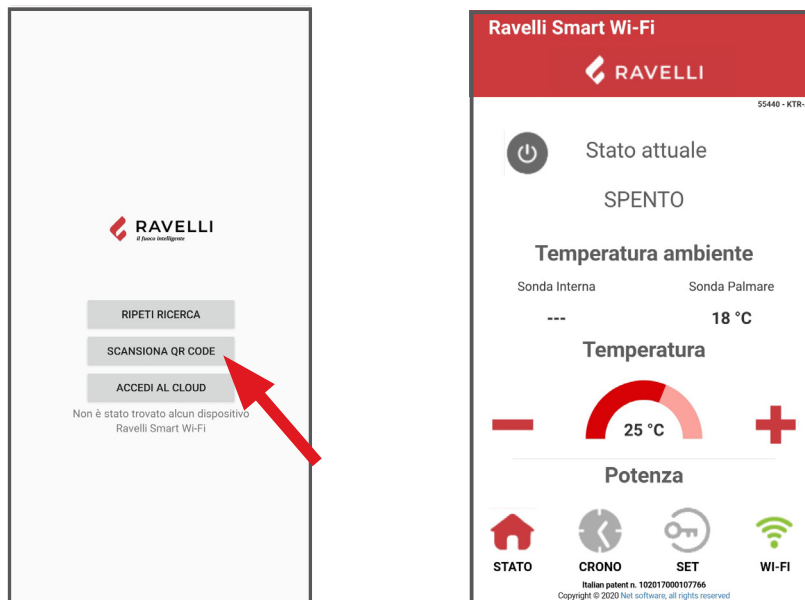 RAVELLI
il fuoco intelligente
RIPETI RICERCA
SCANSIONA QR CODE
ACCEDI AL CLOUD
Non è stato trovato alcun dispositivo
Ravelli Smart Wi-Fi
Ravelli Smart Wi-Fi
RAVELLI
55440 - KTR-
Stato attuale
SPENTO
Temperatura ambiente
Sonda Interna Sonda Palmare
--- 18 °C
Temperatura
25 °C
Potenza
STATO CRONO SET WI-FI
Italian patent n. 102017000107766
Copyright © 2020 Net software, all rights reserved